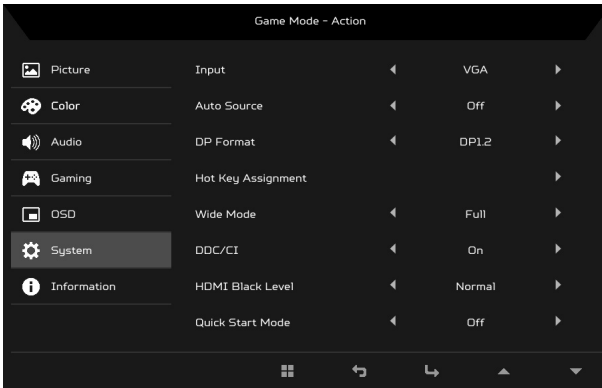 Game Mode - Action
Picture
Color
Audio
Gaming
OSD
System
Information
Input VGA
Auto Source Off
DP Format DP1.2
Hot Key Assignment
Wide Mode Full
DDC/CI On
HDMI Black Level Normal
Quick Start Mode Off